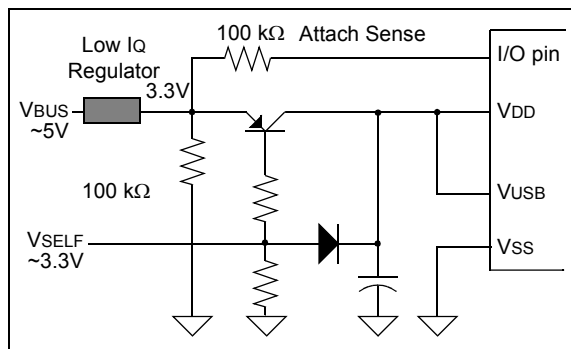 100 kΩ Attach Sense
Low IQ
Regulator
I/O pin
3.3V
VBUS
~5V
VDD
100 kΩ
VUSB
VSELF
~3.3V
VSS